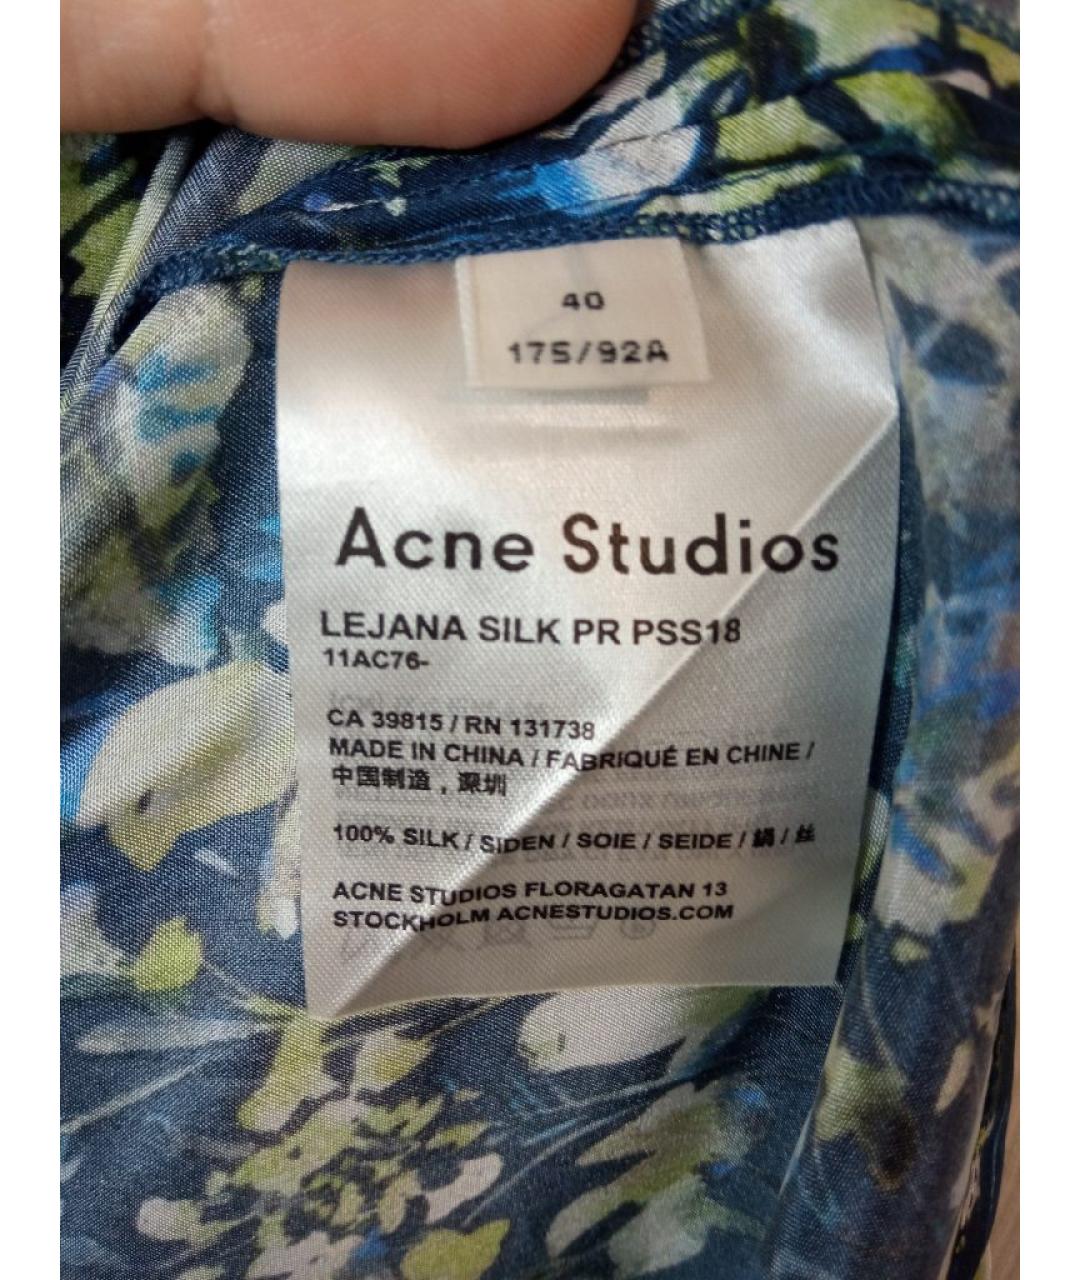 40
175/92A
Acne Studios
LEJANA SILK PR PSS18
11AC76-
CA 39815 / RN 131738
MADE IN CHINA / FABRIQUÉ EN CHINE /
中国制造，深圳
100% SILK / SIDEN / SOIE / SEIDE / 絹 / 丝
ACNE STUDIOS FLORAGATAN 13
STOCKHOLM ACNESTUDIOS.COM